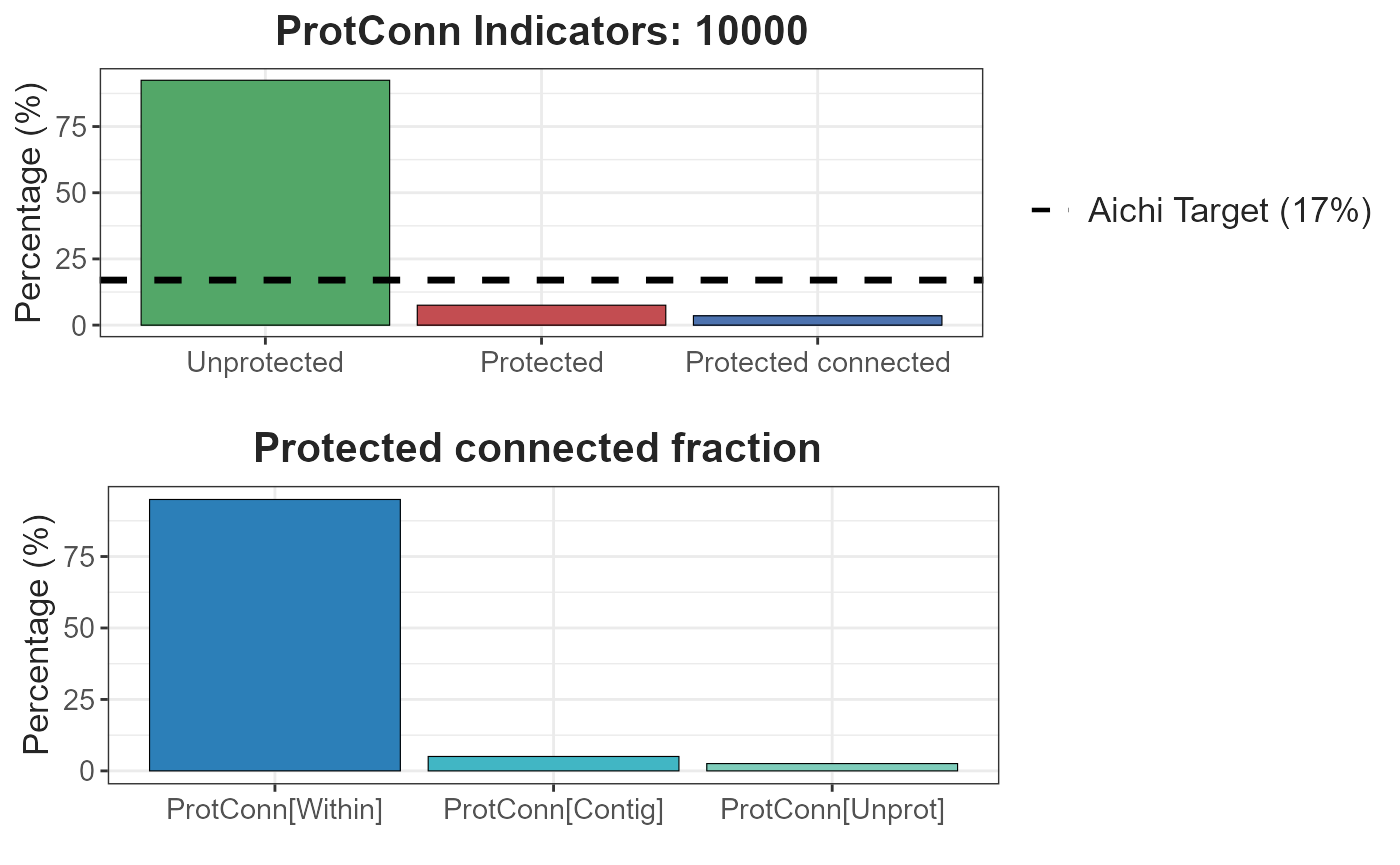 ProtConn Indicators: 10000
Percentage (%)
75
50
25
0
Unprotected Protected Protected connected
Aichi Target (17%)
Protected connected fraction
Percentage (%)
75
50
25
0
ProtConn[Within] ProtConn[Contig] ProtConn[Unprot]